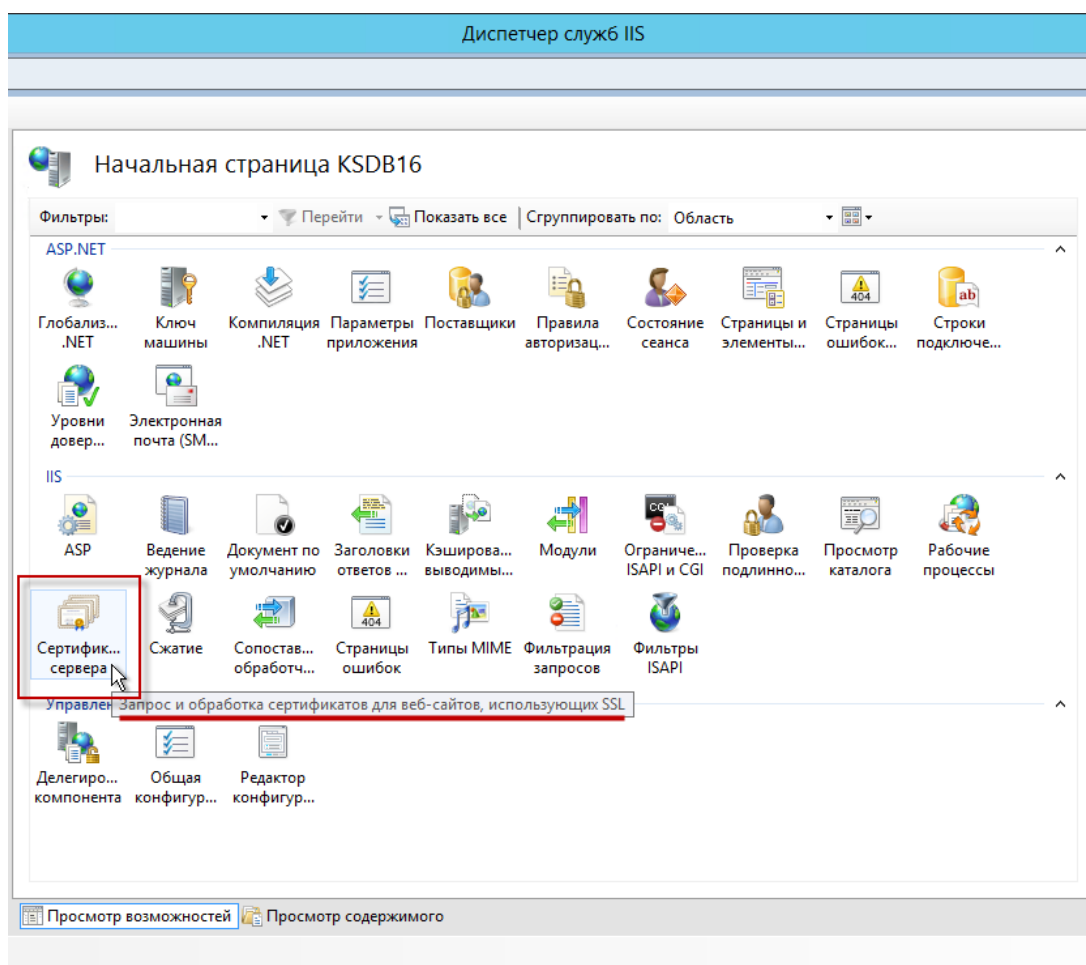 Диспетчер служб IIS
Начальная страница KSDB16
Фильтры: Перейти Показать все Сгруппировать по: Область
ASP.NET
Глобализ... Ключ Компиляция Параметры Поставщики Правила Состояние Страницы и Страницы Строки
.NET машины .NET приложения авторизац... сеанса элементы... ошибок... подключе...
Уровни Электронная
довер... почта (SM...
IIS
ASP Ведение Документ по Заголовки Кэширова... Модули Ограниче... Проверка Просмотр Рабочие
журнала умолчанию ответов ... выводимы... ISAPI и CGI подлинно... каталога процессы
Сертифик... Сжатие Сопостав... Страницы Типы MIME Фильтрация Фильтры
сервера обработч... ошибок запросов ISAPI
Управлен Запрос и обработка сертификатов для веб-сайтов, использующих SSL
Делегиро... Общая Редактор
компонента конфигур... конфигур...
Просмотр возможностей Просмотр содержимого